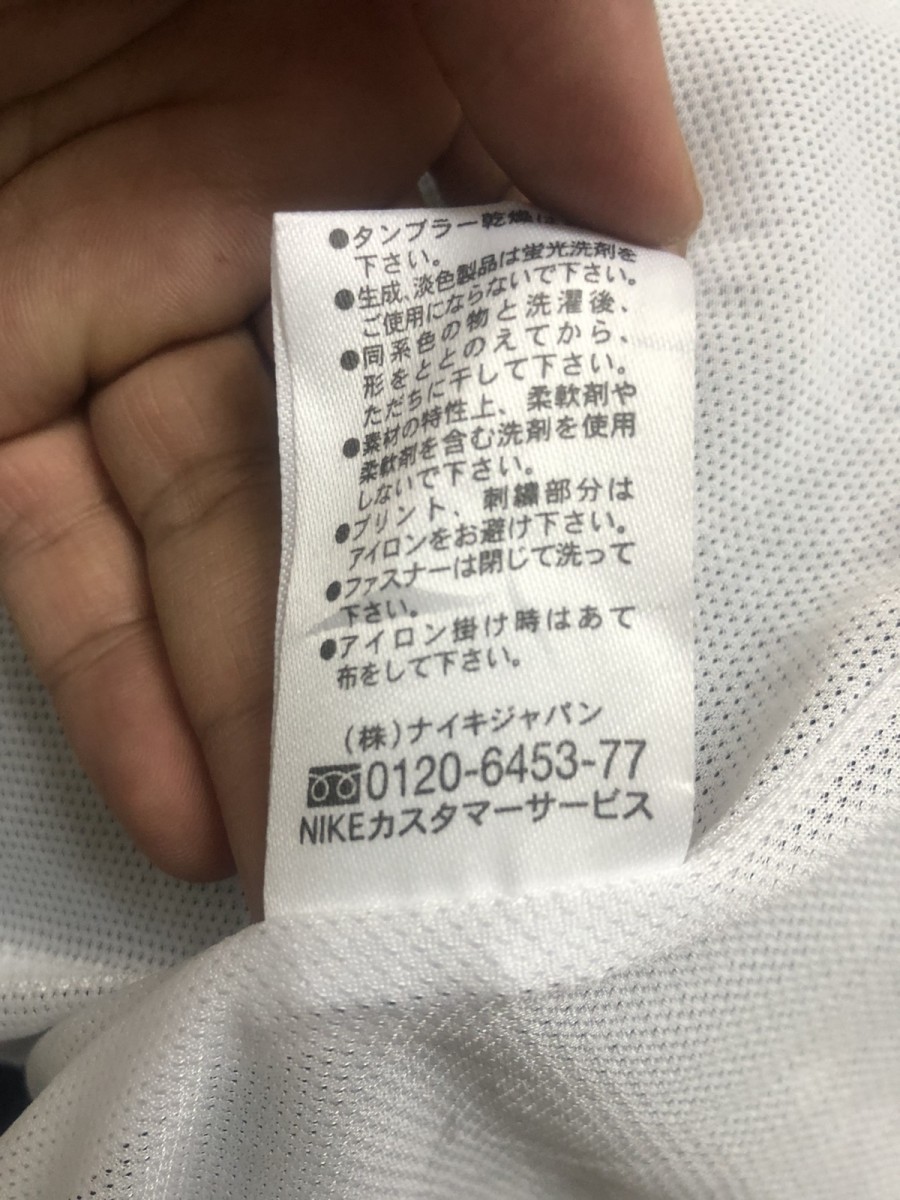 ●タンブラー乾燥は
下さい。
●生成、淡色製品は蛍光洗剤を
ご使用にならないで下さい。
●同系色の物と洗濯後、
形をととのえてから、
ただちに干して下さい。
●素材の特性上、柔軟剤や
柔軟剤を含む洗剤を使用
しないで下さい。
●プリント、刺繍部分は
アイロンをお避け下さい。
●ファスナーは閉じて洗って
下さい。
●アイロン掛け時はあて
布をして下さい。
(株)ナイキジャパン
0120-6453-77
NIKEカスタマーサービス